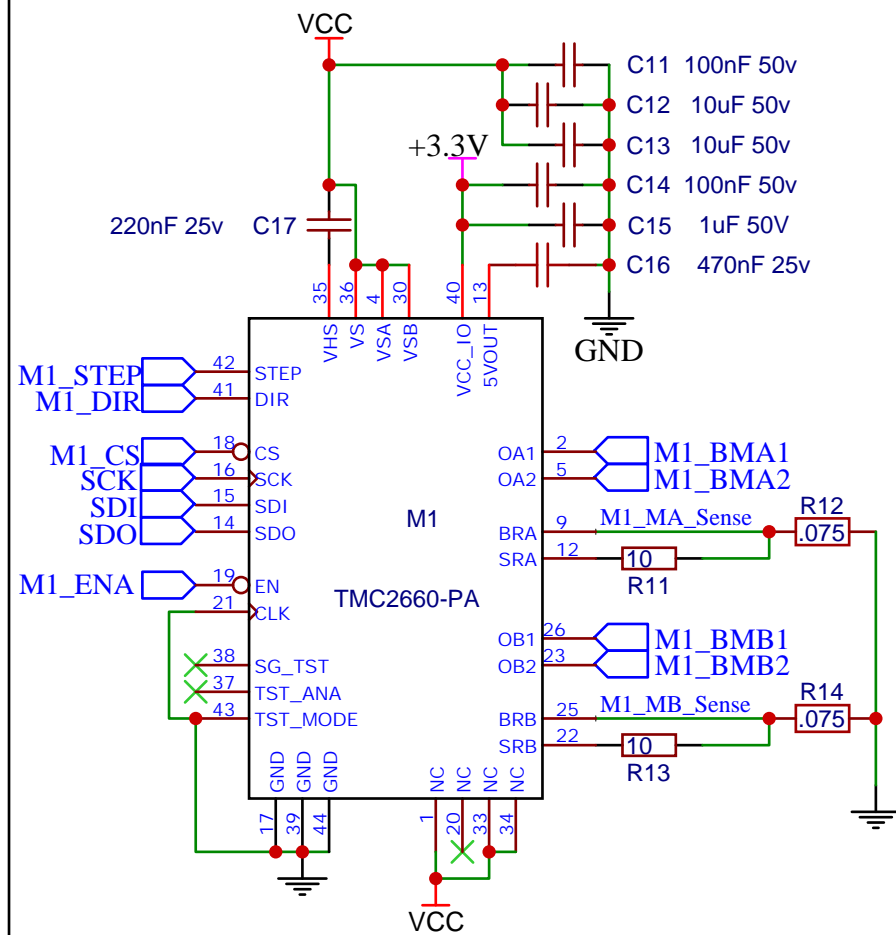 VCC
C11 100nF 50v
C12 10uF 50v
C13 10uF 50v
+3.3V
C14 100nF 50v
220nF 25v C17
C15 1uF 50V
C16 470nF 25v
35 36 4 30 40 13
VHS VS VSA VSB VCC_IO 5VOUT
GND
M1_STEP 42 STEP
M1_DIR 41 DIR
M1_CS 18 CS
OA1 2 M1_BMA1
SCK 16 SCK
OA2 5 M1_BMA2
SDI 15 SDI
M1
R12
SDO 14 SDO
BRA 9 M1_MA_Sense .075
SRA 12 10
R11
M1_ENA 19 EN
21 CLK
TMC2660-PA
OB1 26 M1_BMB1
38 SG_TST
OB2 23 M1_BMB2
37 TST_ANA
R14
43 TST_MODE
BRB 25 M1_MB_Sense .075
SRB 22 10
R13
GND GND GND NC NC NC NC
17 39 44 1 20 33 34
VCC